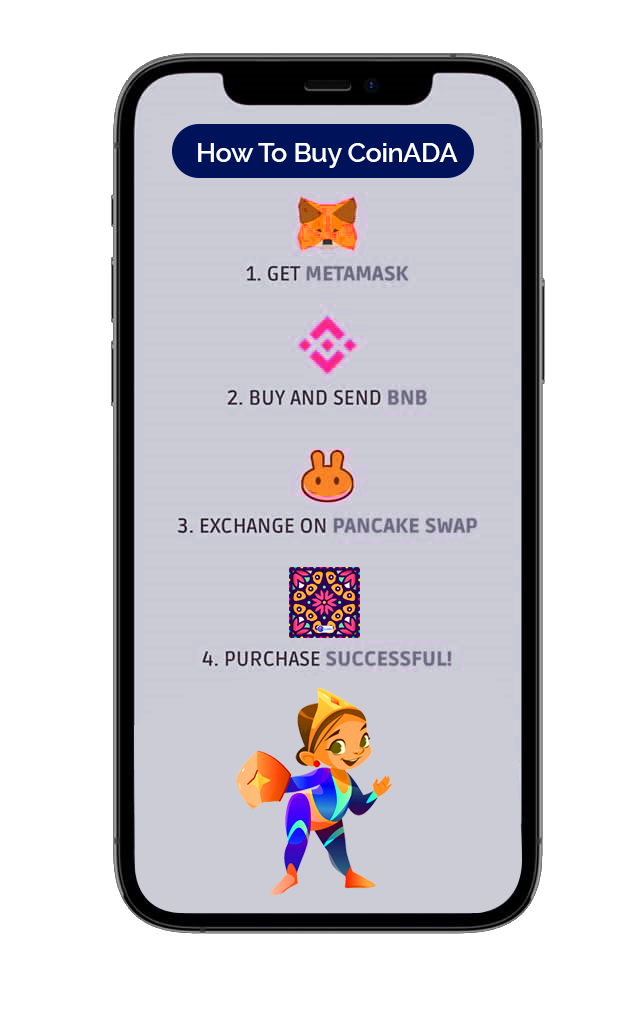 How To Buy CoinADA
1. GET METAMASK
2. BUY AND SEND BNB
3. EXCHANGE ON PANCAKE SWAP
4. PURCHASE SUCCESSFUL!